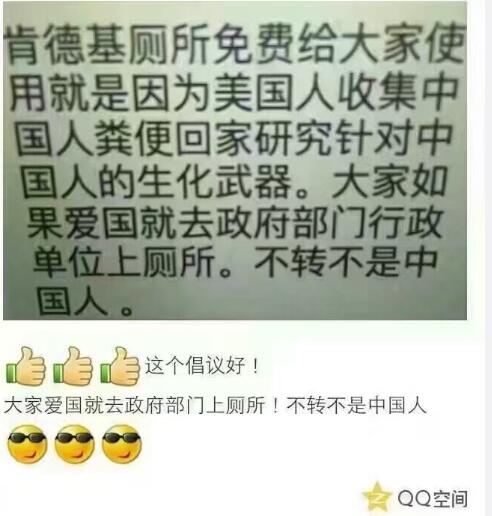 肯德基厕所免费给大家使
用就是因为美国人收集中
国人粪便回家研究针对中
国人的生化武器。大家如
果爱国就去政府部门行政
单位上厕所。不转不是中
国人。
这个倡议好！
大家爱国就去政府部门上厕所！不转不是中国人
QQ空间